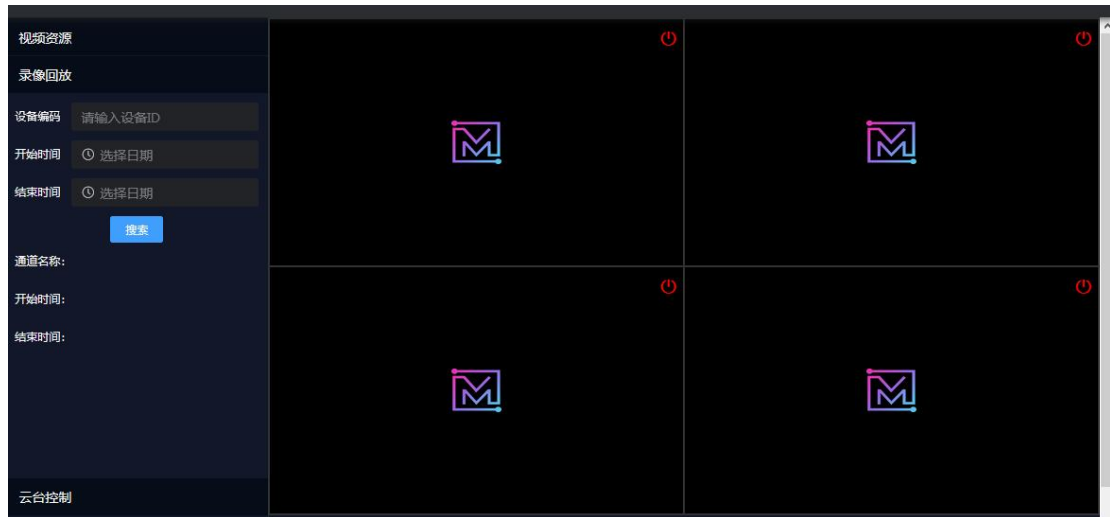 视频资源
录像回放
设备编码 请输入设备ID
开始时间 选择日期
结束时间 选择日期
搜索
通道名称：
开始时间：
结束时间：
云台控制